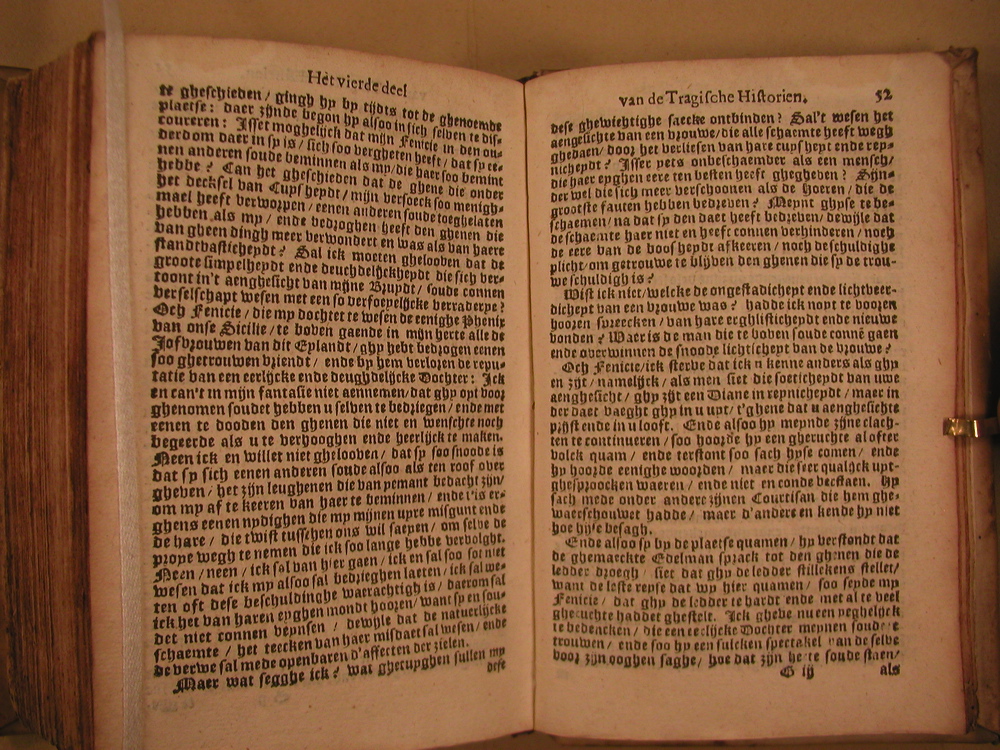 Het vierde deel
te gheschieden / gingh hy by tijdts tot de ghenoemde
plaetse: daer zijnde begon hy alsoo in sich selven te dis-
coureren: Isset moghelijck dat mijn Fenicie in den ou-
derdom daer in sy is / sich soo vergheten heeft / dat sy ee-
nen anderen soude beminnen als my / die haer soo bemint
hebbe? Can het gheschieden dat de ghene die onder
het decksel van Cuysheydt / mijn versoeck soo menigh-
mael heeft verworpen / eenen anderen soude toeghelaten
hebben als my / ende bedroghen heeft den ghenen die
van gheen dingh meer verwondert en was als van haere
standtvasticheydt? Sal ick moeten ghelooven dat de
groote simpelheydt ende deuchdelijckheydt die sich ver-
toont in't aenghesicht van mijne Bruydt / soude connen
verselschapt wesen met een so verfoeyelijcke verraderye?
Och Fenicie / die my dochtet te wesen de eenighe Phenix
van onse Sicilie / te boven gaende in mijn herte alle de
Jofvrouwen van dit Eylandt / ghy hebt bedrogen eenen
soo ghetrouwen vriendt / ende by hem verloren de repu-
tatie van een eerlijcke ende deughdelijcke Dochter: Ick
en can't in mijn fantasie niet aennemen / dat ghy opt voor
ghenomen soudet hebben u selven te bedriegen / ende met
eenen te dooden den ghenen die niet en wenschte noch
begeerde als u te verhooghen ende heerlijck te maken.
Neen ick en willet niet ghelooven / dat sy soo snoode is
dat sy sich eenen anderen soude alsoo als ten roof over
gheven / het zijn leughenen die van yemant bedacht zijn /
om my af te keeren van haer te beminnen / ende t'is er-
ghens eenen nydighen die my mijnen upre misgunt ende
de hare / die twist tusschen ons wil saeyen / om selve de
proye wegh te nemen die ick soo lange hebbe vervolght.
Neen / neen / ick sal van hier gaen / ick en sal soo sot niet
wesen dat ick my alsoo sal bedrieghen laeten / ick sal we-
ten oft dese beschuldinghe waerachtigh is / daerom sal
ick het van haren eyghen mondt hooren / want sy en sou-
det niet connen veynsen / dewijle dat de natuerlijcke
schaemte / het teecken van haer misdaet sal wesen / ende
de verwe sal mede openbaren d'affecten der zielen.
Maer wat segghe ick? wat ghetuyghen sullen my
dese
van de Tragische Historien. 52
dese ghewichtighe saecke ontbinden? Sal't wesen het
aengesichte van een vrouwe / die alle schaemte heeft wegh
ghedaen / door het verliesen van hare cuysheyt ende rey-
nicheydt? Isser yets onbeschaemder als een mensch /
die haer eyghen eere ten besten heeft ghegheven? Zijn-
der wel die sich meer verschoonen als de Hoeren / die de
grootste fauten hebben bedreven? Meynt ghyse te be-
schaemen / na dat sy den daet heeft bedreven / dewijle dat
de schaemte haer niet en heeft connen verhinderen / noch
de eere van de boosheydt afkeeren / noch de schuldighe
plicht / om getrouwe te blijven den ghenen die sy de trou-
we schuldigh is?
Wist ick niet / welcke de ongestadicheyt ende lichtveer-
dicheyt van een vrouwe was? hadde ick noyt te vooren
hooren spreecken / van hare erghlisticheydt ende nieuwe
vonden? Waer is de man die te boven soude conne gaen
ende overwinnen de snoode lichticheyt van de vrouwe?
Och Fenicie / ick sterve dat ick u kenne anders als ghy
en zijt / namelijck / als men siet die soeticheydt van uwe
aenghesichte / ghy zijt een Diane in reynicheydt / maer in
der daet vaeght ghy in u uyt / t'ghene dat u aenghesichte
prijst ende in u looft. Ende alsoo hy meynde zijne clach-
ten te continueren / soo hoorde hy een gheruchte al ofter
volck quam / ende terstont soo sach hyse comen / ende
hy hoorde eenighe woorden / maer die seer qualijck uyt-
ghesproocken waeren / ende niet en conde verstaen. Hy
sach mede onder andere zijnen Courtisan die hem ghe-
waerschouwet hadde / maer d'andere en kende hy niet
hoe hyse besagh.
Ende alsoo sy by de plaetse quamen / hy verstondt dat
de ghemarckte Edelman sprack tot den ghenen die de
ledder droegh / siet dat ghy de ledder stillekens stellet /
want de leste reyse dat wy hier quamen / soo seyde my
Fenicie / dat ghy de ledder te hardt ende met al te veel
gheruchte haddet ghestelt. Ick gheve nu een yeghelijck
te bedencken / die een eerlijcke Dochter meynen soude te
trouwen / ende soo hy een sulcken spectakel van de selve
voor zijn ooghen saghe / hoe dat zijn herte soude staen /
G ij als